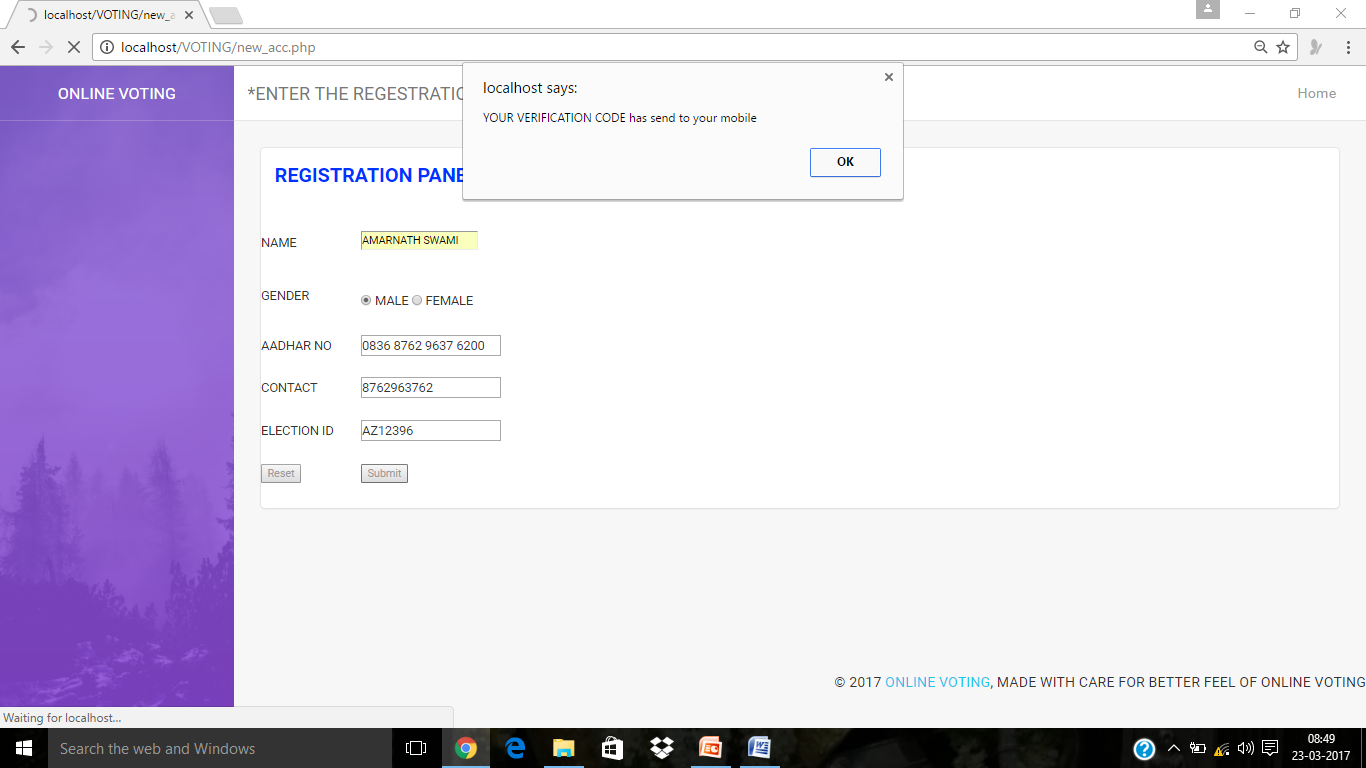 localhost/VOTING/new_a
localhost/VOTING/new_acc.php
ONLINE VOTING
*ENTER THE REGESTRATIO
Home
localhost says:
YOUR VERIFICATION CODE has send to your mobile
OK
REGISTRATION PANE
NAME AMARNATH SWAMI
GENDER MALE FEMALE
AADHAR NO 0836 8762 9637 6200
CONTACT 8762963762
ELECTION ID AZ12396
Reset Submit
© 2017 ONLINE VOTING, MADE WITH CARE FOR BETTER FEEL OF ONLINE VOTING
Waiting for localhost...
Search the web and Windows
08:49
23-03-2017